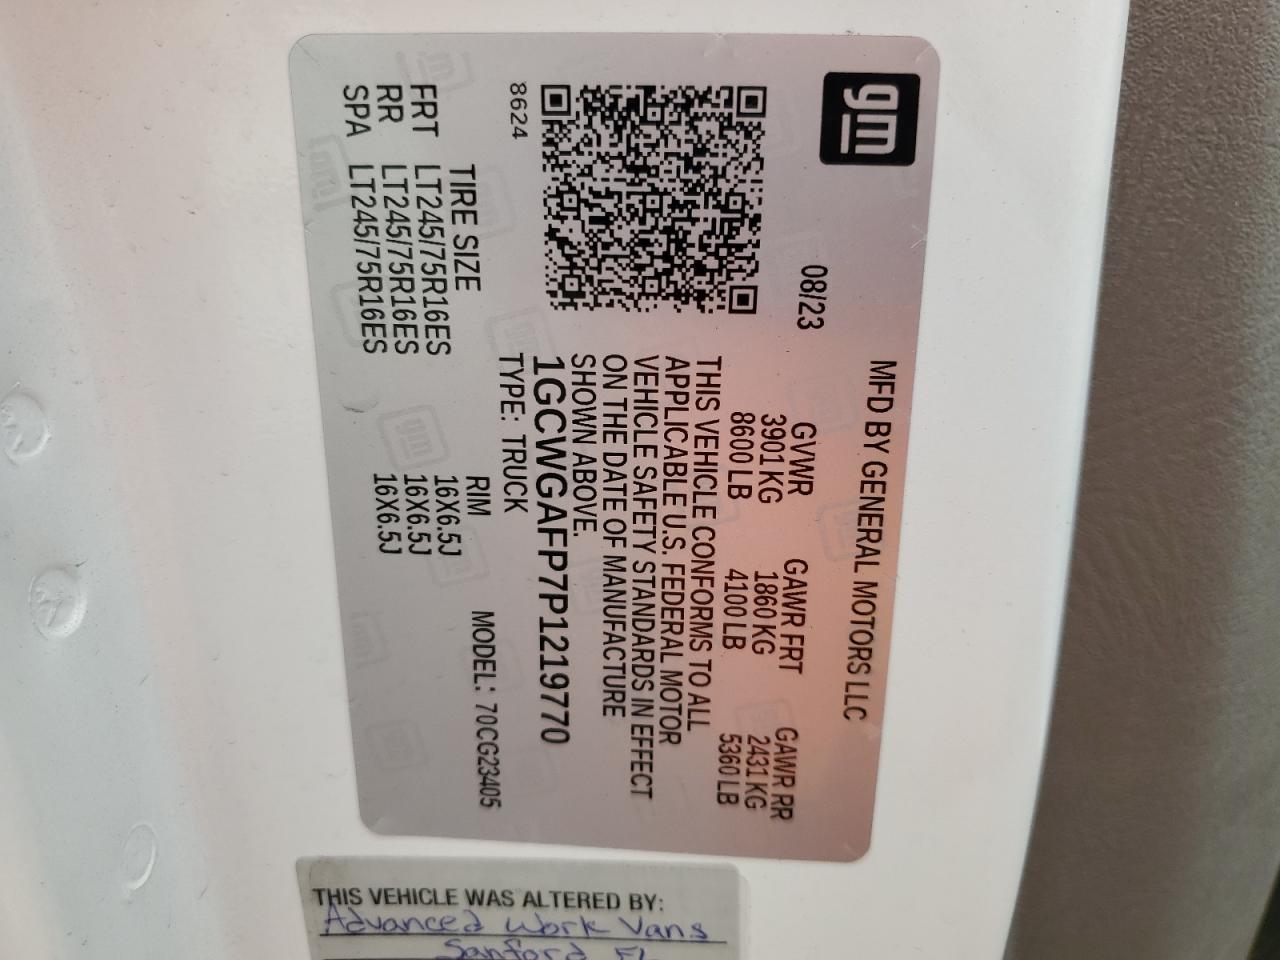 gm
MFD BY GENERAL MOTORS LLC
08/23
GVWR GAWR FRT GAWR RR
3901 KG 1860 KG 2431 KG
8600 LB 4100 LB 5360 LB
THIS VEHICLE CONFORMS TO ALL
APPLICABLE U.S. FEDERAL MOTOR
VEHICLE SAFETY STANDARDS IN EFFECT
ON THE DATE OF MANUFACTURE
SHOWN ABOVE.
1GCWGAFP7P1219770
8624
TYPE: TRUCK MODEL: 70CG23405
TIRE SIZE RIM
FRT LT245/75R16ES 16X6.5J
RR LT245/75R16ES 16X6.5J
SPA LT245/75R16ES 16X6.5J
THIS VEHICLE WAS ALTERED BY:
Advanced Work Vans
Sanford FL